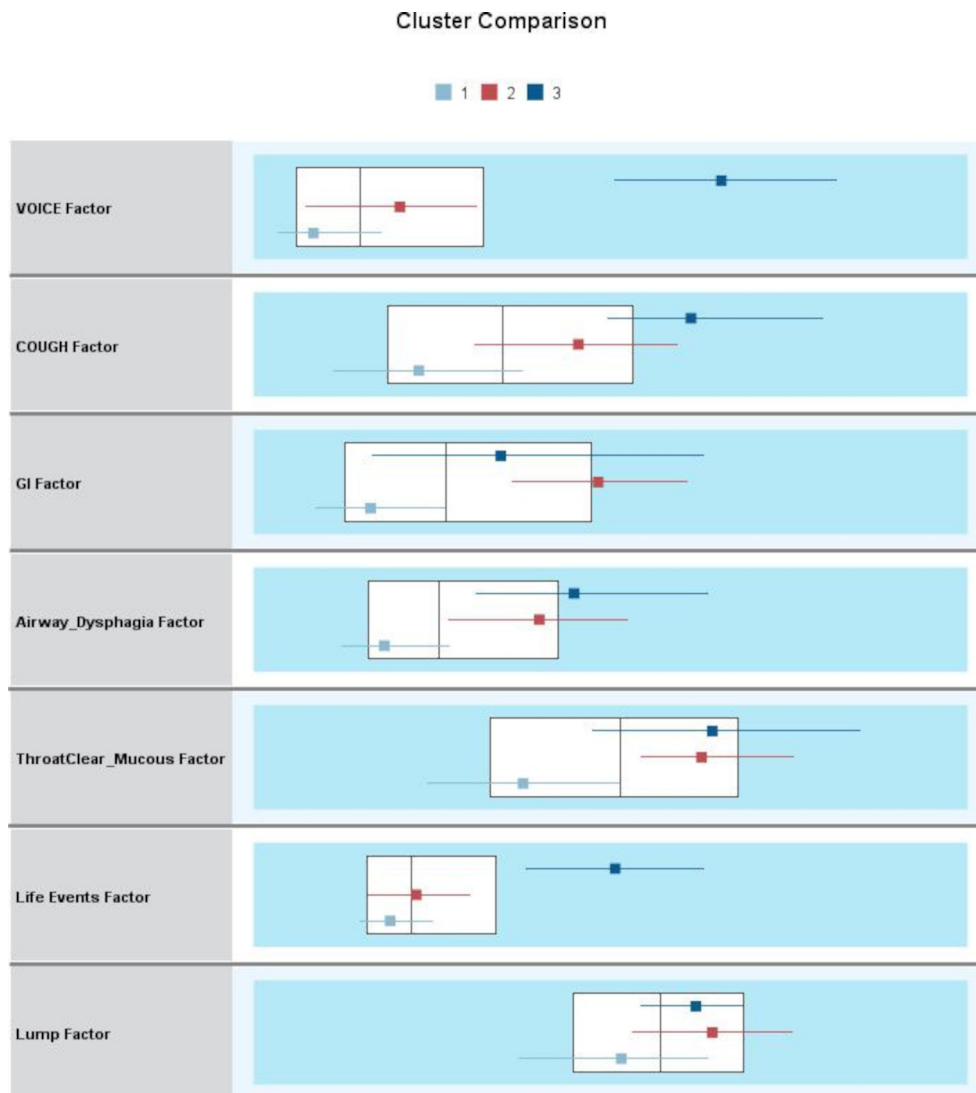 Cluster Comparison
1 2 3
VOICE Factor
COUGH Factor
GI Factor
Airway_Dysphagia Factor
ThroatClear_Mucous Factor
Life Events Factor
Lump Factor